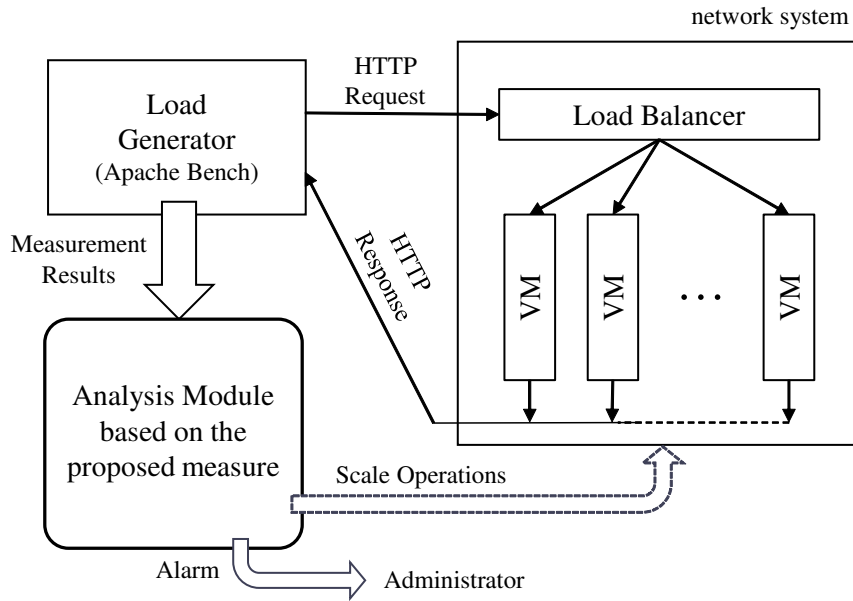 network system
Load
Generator
(Apache Bench)
HTTP
Request
Load Balancer
Measurement
Results
HTTP
Response
VM
VM
...
VM
Analysis Module
based on the
proposed measure
Scale Operations
Alarm
Administrator